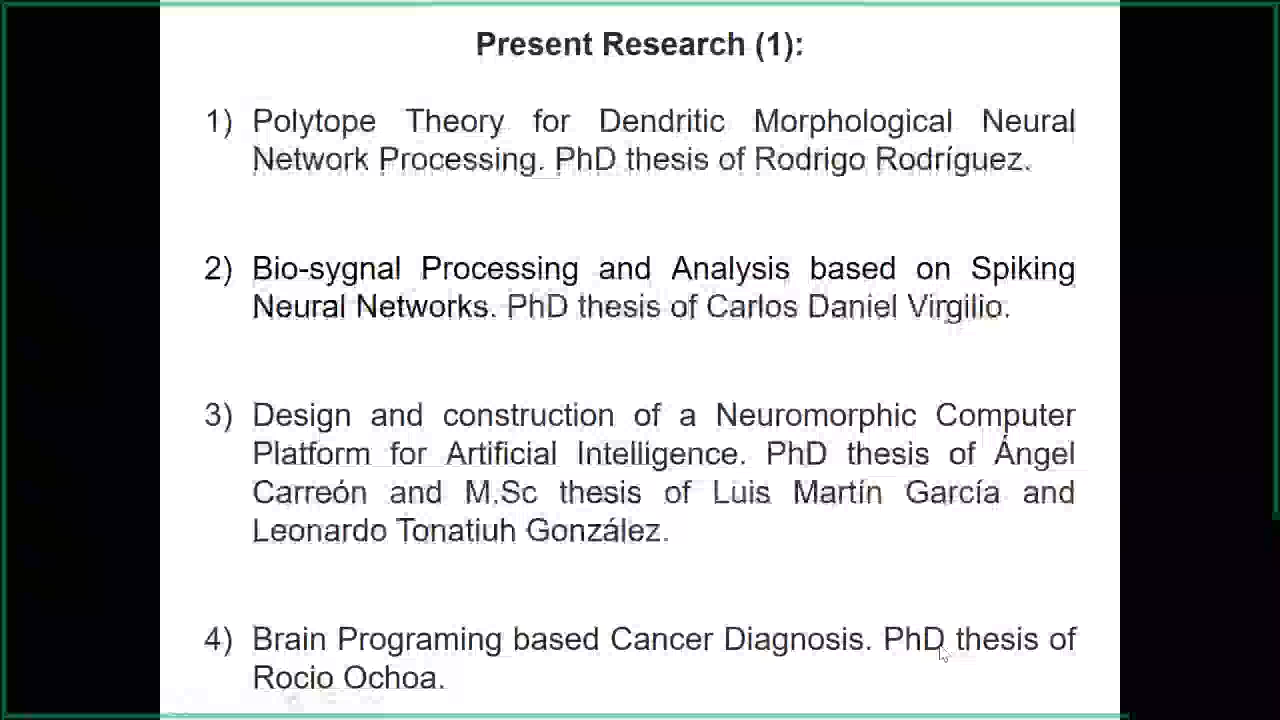 Present Research (1):
1) Polytope Theory for Dendritic Morphological Neural
Network Processing. PhD thesis of Rodrigo Rodríguez.
2) Bio-sygnal Processing and Analysis based on Spiking
Neural Networks. PhD thesis of Carlos Daniel Virgilio.
3) Design and construction of a Neuromorphic Computer
Platform for Artificial Intelligence. PhD thesis of Ángel
Carreón and M.Sc thesis of Luis Martín García and
Leonardo Tonatiuh González.
4) Brain Programing based Cancer Diagnosis. PhD thesis of
Rocio Ochoa.